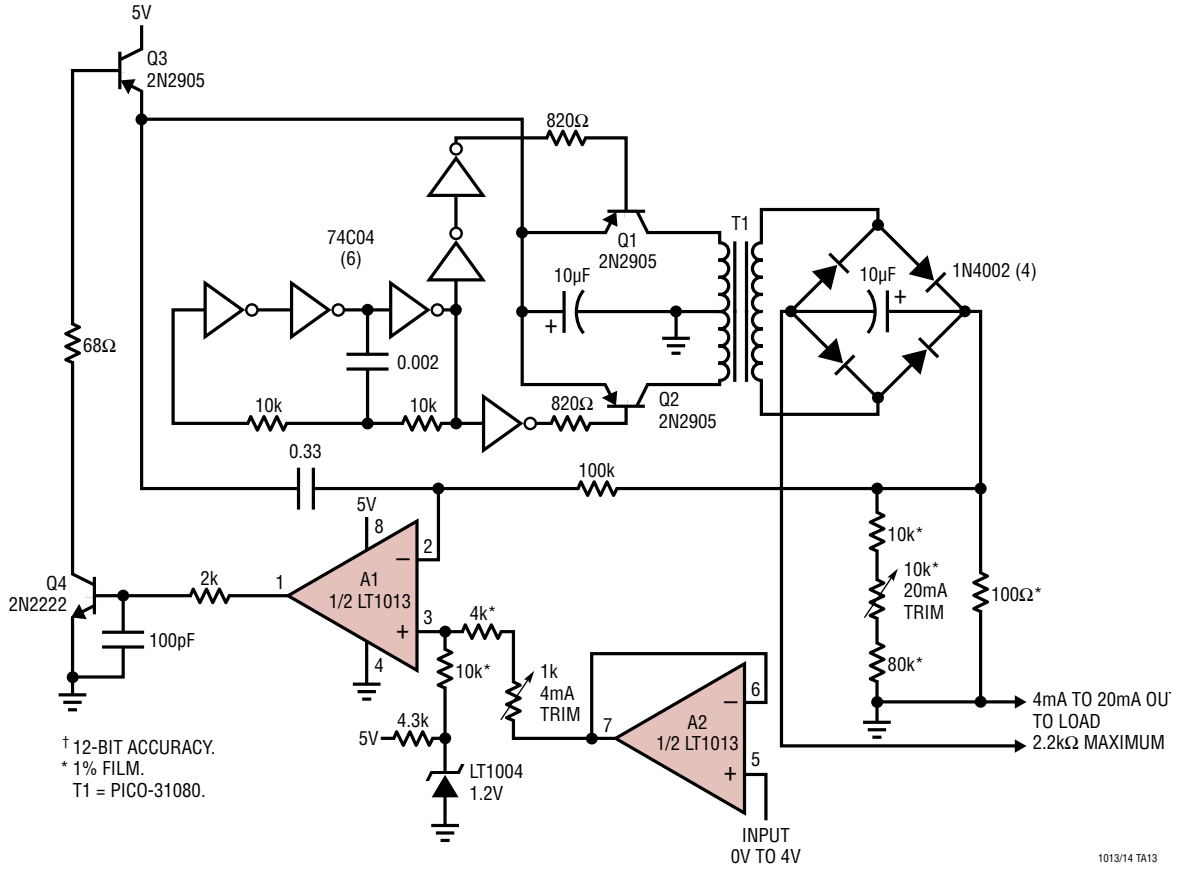 5V
Q3
2N2905
820Ω
74C04
(6)
Q1
2N2905
T1
10µF
+
10µF
+
1N4002 (4)
68Ω
0.002
10k
10k
820Ω
Q2
2N2905
0.33
100k
5V
8
2
–
A1
1/2 LT1013
1
3
+
4
Q4
2N2222
2k
100pF
4k*
10k*
1k
4mA
TRIM
10k*
10k*
20mA
TRIM
80k*
100Ω*
5V
4.3k
LT1004
1.2V
7
6
–
A2
1/2 LT1013
5
+
INPUT
0V TO 4V
4mA TO 20mA OU
TO LOAD
2.2kΩ MAXIMUM
† 12-BIT ACCURACY.
* 1% FILM.
T1 = PICO-31080.
1013/14 TA13